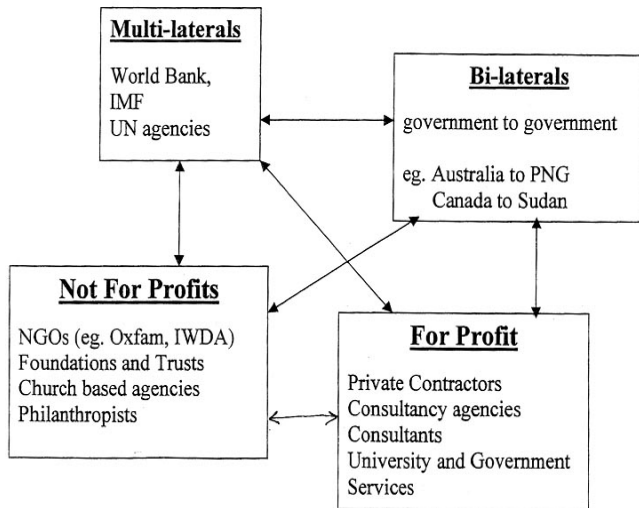 Multi-laterals
World Bank,
IMF
UN agencies
Bi-laterals
government to government
eg. Australia to PNG
Canada to Sudan
Not For Profits
NGOs (eg. Oxfam, IWDA)
Foundations and Trusts
Church based agencies
Philanthropists
For Profit
Private Contractors
Consultancy agencies
Consultants
University and Government
Services